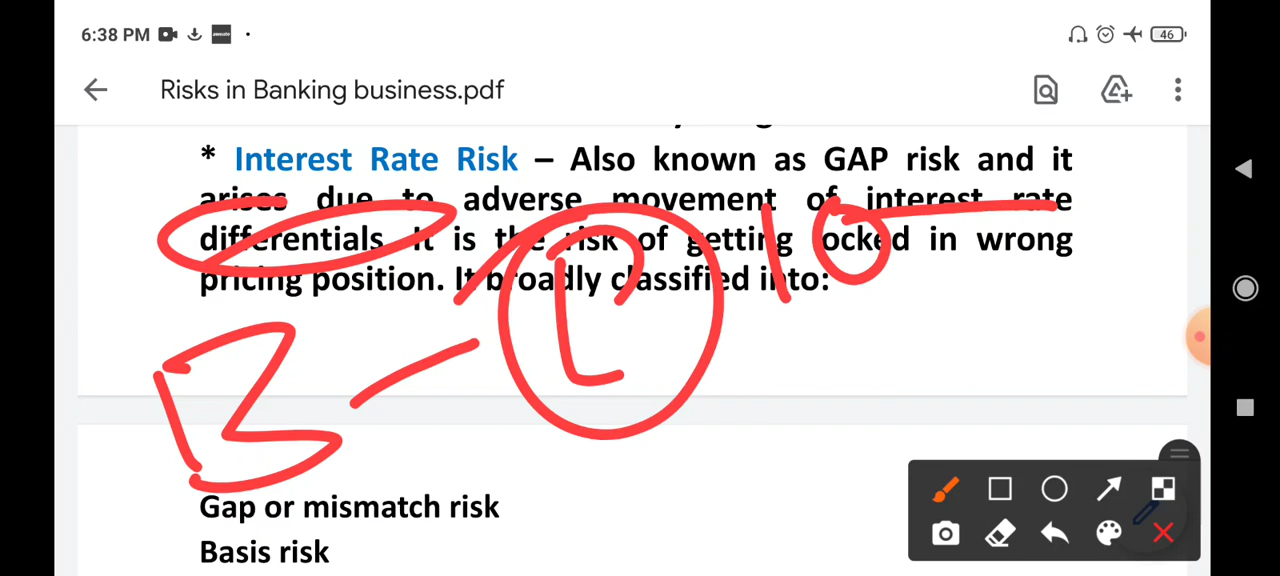 6:38 PM 46
Risks in Banking business.pdf
* Interest Rate Risk – Also known as GAP risk and it
arises due to adverse movement of interest rate
differentials. It is the risk of getting locked in wrong
pricing position. It broadly classified into:
10
B
Gap or mismatch risk
Basis risk